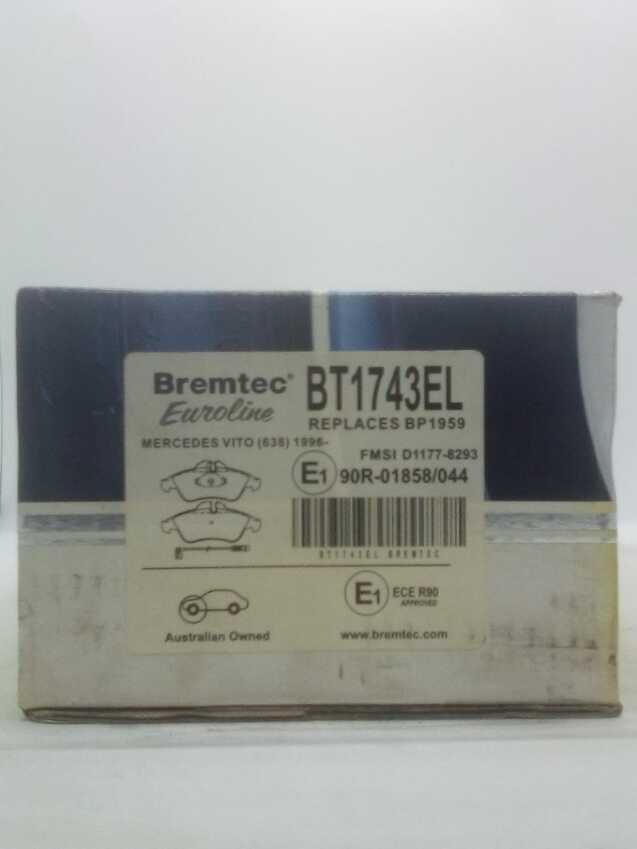 Bremtec®
Euroline
BT1743EL
REPLACES BP1959
MERCEDES VITO (638) 1996-
FMSI D1177-8293
E1 90R-01858/044
BT1743EL BREMTEC
E1 ECE R90
APPROVED
Australian Owned
www.bremtec.com